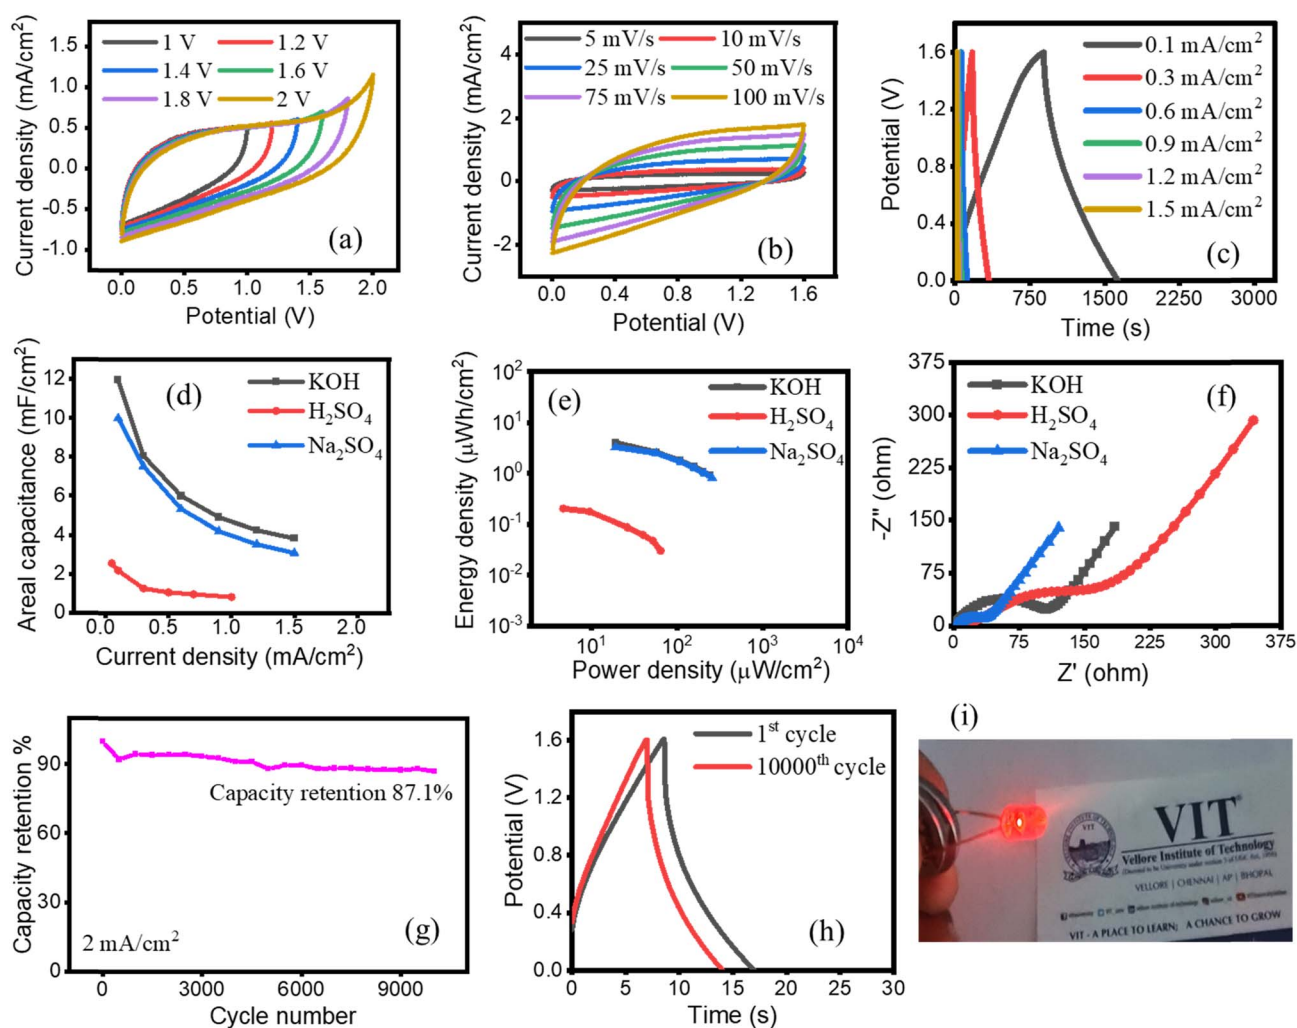 1 V 1.2 V
1.4 V 1.6 V
1.8 V 2 V
Current density (mA/cm²)
1.5
1.0
0.5
0.0
-0.5
-1.0
(a)
0.0 0.5 1.0 1.5 2.0
Potential (V)
5 mV/s 10 mV/s
25 mV/s 50 mV/s
75 mV/s 100 mV/s
Current density (mA/cm²)
4
2
0
-2
(b)
0.0 0.4 0.8 1.2 1.6
Potential (V)
0.1 mA/cm²
0.3 mA/cm²
0.6 mA/cm²
0.9 mA/cm²
1.2 mA/cm²
1.5 mA/cm²
Potential (V)
1.6
1.2
0.8
0.4
0.0
(c)
0 750 1500 2250 3000
Time (s)
Areal capacitance (mF/cm²)
12
10
8
6
4
2
0
(d)
KOH
H₂SO₄
Na₂SO₄
0.0 0.5 1.0 1.5 2.0
Current density (mA/cm²)
Energy density (µWh/cm²)
10²
10¹
10⁰
10⁻¹
10⁻²
10⁻³
(e)
KOH
H₂SO₄
Na₂SO₄
10¹ 10² 10³ 10⁴
Power density (µW/cm²)
-Z'' (ohm)
375
300
225
150
75
0
KOH
H₂SO₄
Na₂SO₄
(f)
0 75 150 225 300 375
Z' (ohm)
Capacity retention %
90
60
30
0
Capacity retention 87.1%
2 mA/cm²
(g)
0 3000 6000 9000
Cycle number
Potential (V)
1.6
1.2
0.8
0.4
0.0
1ˢᵗ cycle
10000ᵗʰ cycle
(h)
0 5 10 15 20 25 30
Time (s)
(i)
VIT
VIT
Vellore Institute of Technology
VELLORE | CHENNAI | AP | BHOPAL
VIT - A PLACE TO LEARN; A CHANCE TO GROW